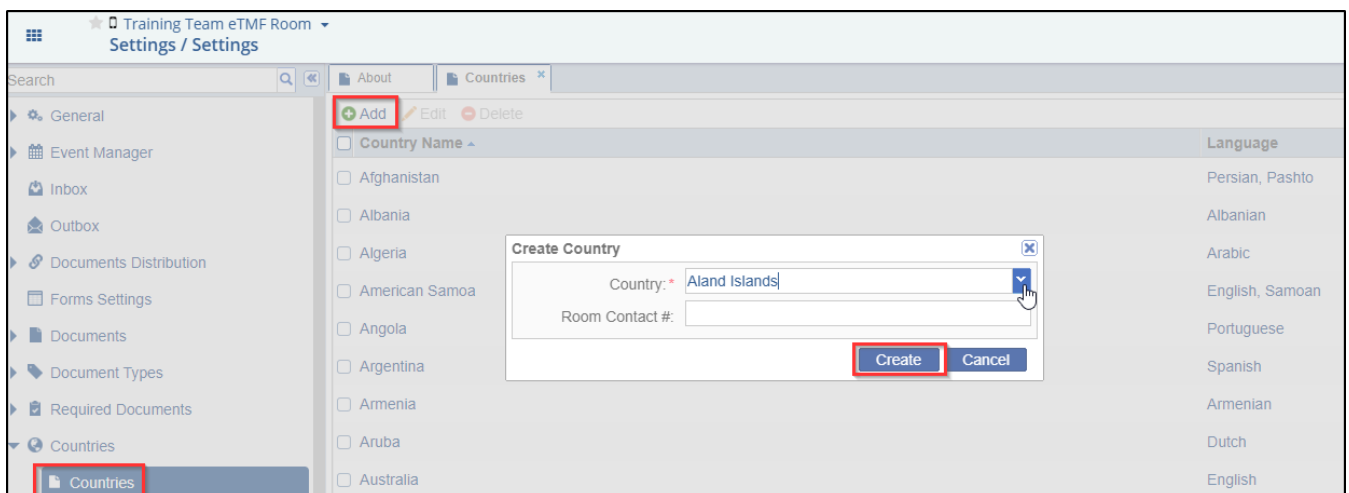 Training Team eTMF Room
Settings / Settings
Search
About
Countries
General
Add
Edit
Delete
Event Manager
Country Name
Language
Inbox
Afghanistan
Persian, Pashto
Outbox
Albania
Albanian
Documents Distribution
Algeria
Arabic
Create Country
Country:*
Aland Islands
Room Contact #:
Create
Cancel
Forms Settings
American Samoa
English, Samoan
Documents
Angola
Portuguese
Document Types
Argentina
Spanish
Required Documents
Armenia
Armenian
Countries
Aruba
Dutch
Countries
Australia
English